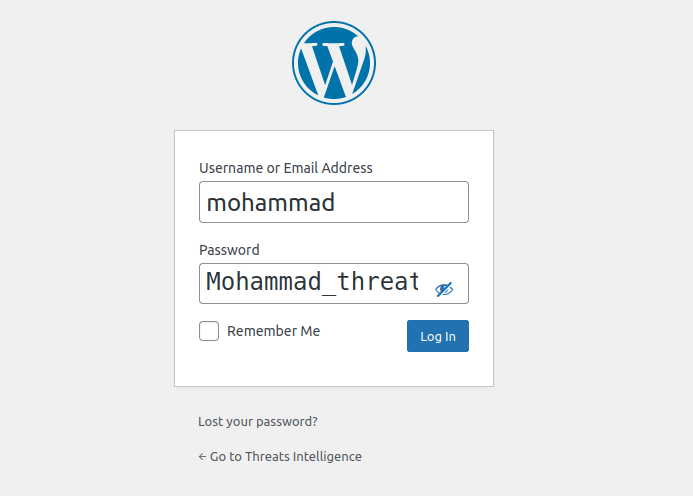 Username or Email Address
mohammad
Password
Mohammad_threat
Remember Me
Log In
Lost your password?
← Go to Threats Intelligence